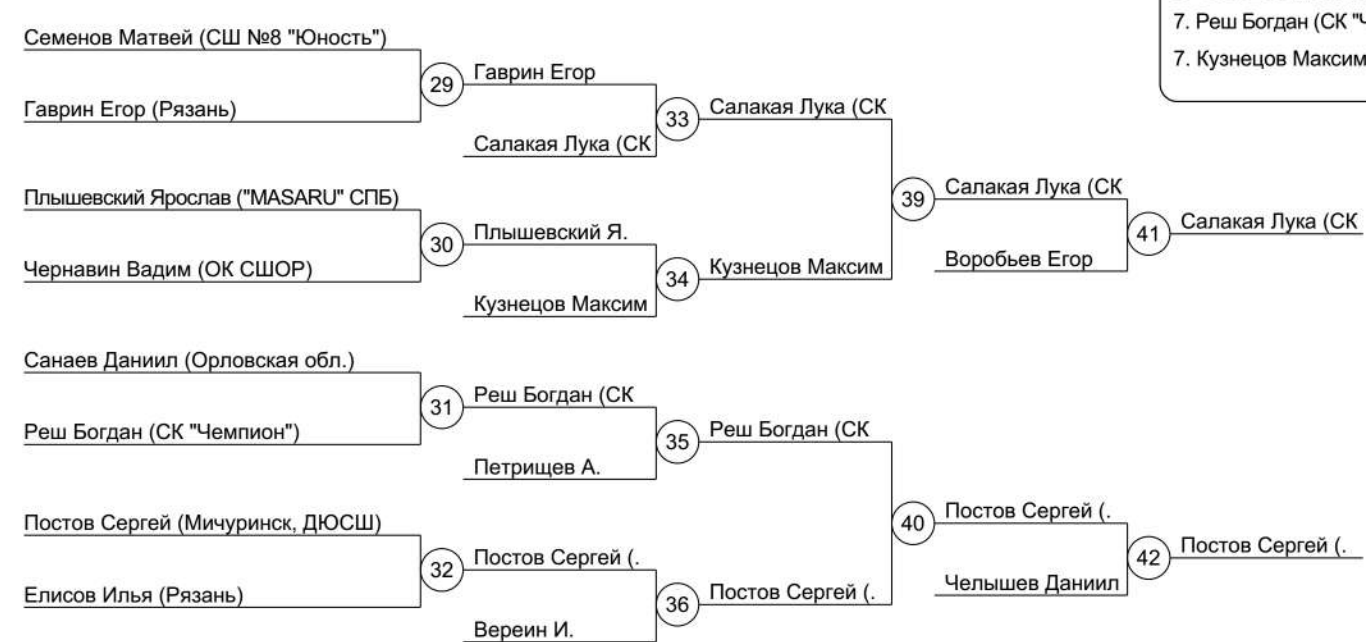 7. Реш Богдан (СК "Ч
7. Кузнецов Максим
Семенов Матвей (СШ №8 "Юность")
29
Гаврин Егор
Гаврин Егор (Рязань)
33
Салакая Лука (СК
Салакая Лука (СК
Плышевский Ярослав ("MASARU" СПБ)
39
Салакая Лука (СК
30
Плышевский Я.
41
Салакая Лука (СК
Чернавин Вадим (ОК СШОР)
34
Кузнецов Максим
Воробьев Егор
Кузнецов Максим
Санаев Даниил (Орловская обл.)
31
Реш Богдан (СК
Реш Богдан (СК "Чемпион")
35
Реш Богдан (СК
Петрищев А.
Постов Сергей (Мичуринск, ДЮСШ)
40
Постов Сергей (.
32
Постов Сергей (.
42
Постов Сергей (.
Елисов Илья (Рязань)
36
Постов Сергей (.
Челышев Даниил
Вереин И.